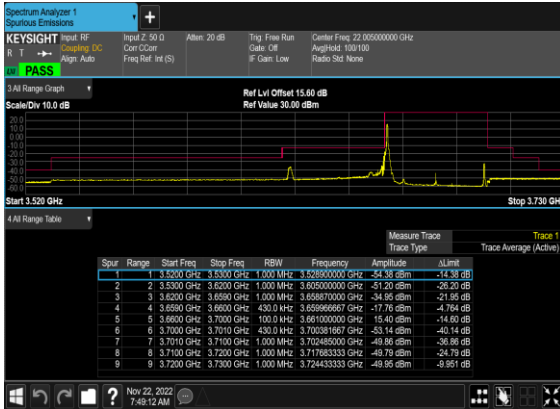 Spectrum Analyzer 1
Spurious Emissions
KEYSIGHT Input: RF Input Z: 50 Ω Atten: 20 dB Trig: Free Run Center Freq: 22.005000000 GHz
R T Coupling: DC Corr CCorr Gate: Off Avg|Hold: 100/100
Align: Auto Freq Ref: Int (S) IF Gain: Low Radio Std: None
PASS
3 All Range Graph
Ref Lvl Offset 15.60 dB
Scale/Div 10.0 dB Ref Value 30.00 dBm
20.0
10.0
0.00
-10.0
-20.0
-30.0
-40.0
-50.0
-60.0
Start 3.520 GHz Stop 3.730 GH
4 All Range Table
Measure Trace Trace 1
Trace Type Trace Average (Active)
Spur Range Start Freq Stop Freq RBW Frequency Amplitude ΔLimit
1 1 3.5200 GHz 3.5300 GHz 1.000 MHz 3.528900000 GHz -54.38 dBm -14.38 dB
2 2 3.5300 GHz 3.6200 GHz 1.000 MHz 3.605000000 GHz -51.20 dBm -26.20 dB
3 3 3.6200 GHz 3.6590 GHz 1.000 MHz 3.658870000 GHz -34.95 dBm -21.95 dB
4 4 3.6590 GHz 3.6600 GHz 430.0 kHz 3.659966667 GHz -17.76 dBm -4.764 dB
5 5 3.6600 GHz 3.7000 GHz 100.0 kHz 3.661000000 GHz 15.40 dBm -14.60 dB
6 6 3.7000 GHz 3.7010 GHz 430.0 kHz 3.700381667 GHz -53.14 dBm -40.14 dB
7 7 3.7010 GHz 3.7100 GHz 1.000 MHz 3.702485000 GHz -49.86 dBm -36.86 dB
8 8 3.7100 GHz 3.7200 GHz 1.000 MHz 3.717683333 GHz -49.79 dBm -24.79 dB
9 9 3.7200 GHz 3.7300 GHz 1.000 MHz 3.724433333 GHz -49.95 dBm -9.951 dB
Nov 22, 2022
7:49:12 AM